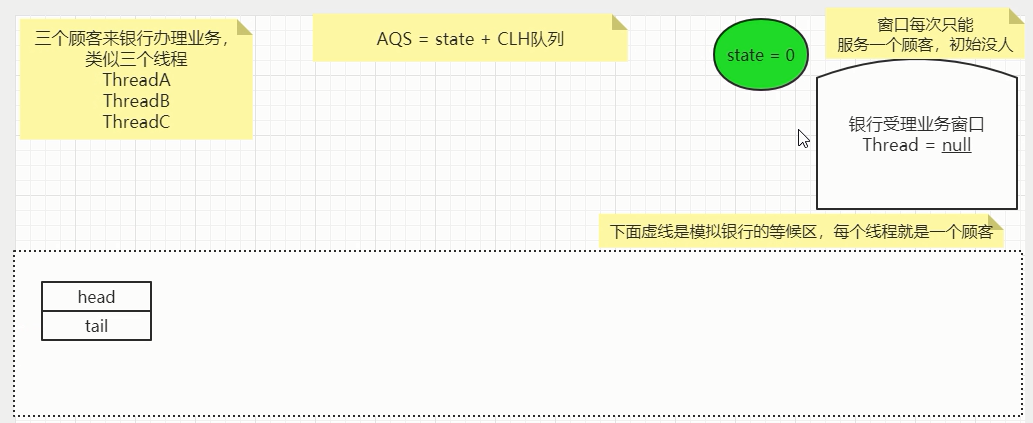 三个顾客来银行办理业务，
类似三个线程
ThreadA
ThreadB
ThreadC
AQS = state + CLH队列
state = 0
窗口每次只能
服务一个顾客，初始没人
银行受理业务窗口
Thread = null
下面虚线是模拟银行的等候区，每个线程就是一个顾客
head
tail